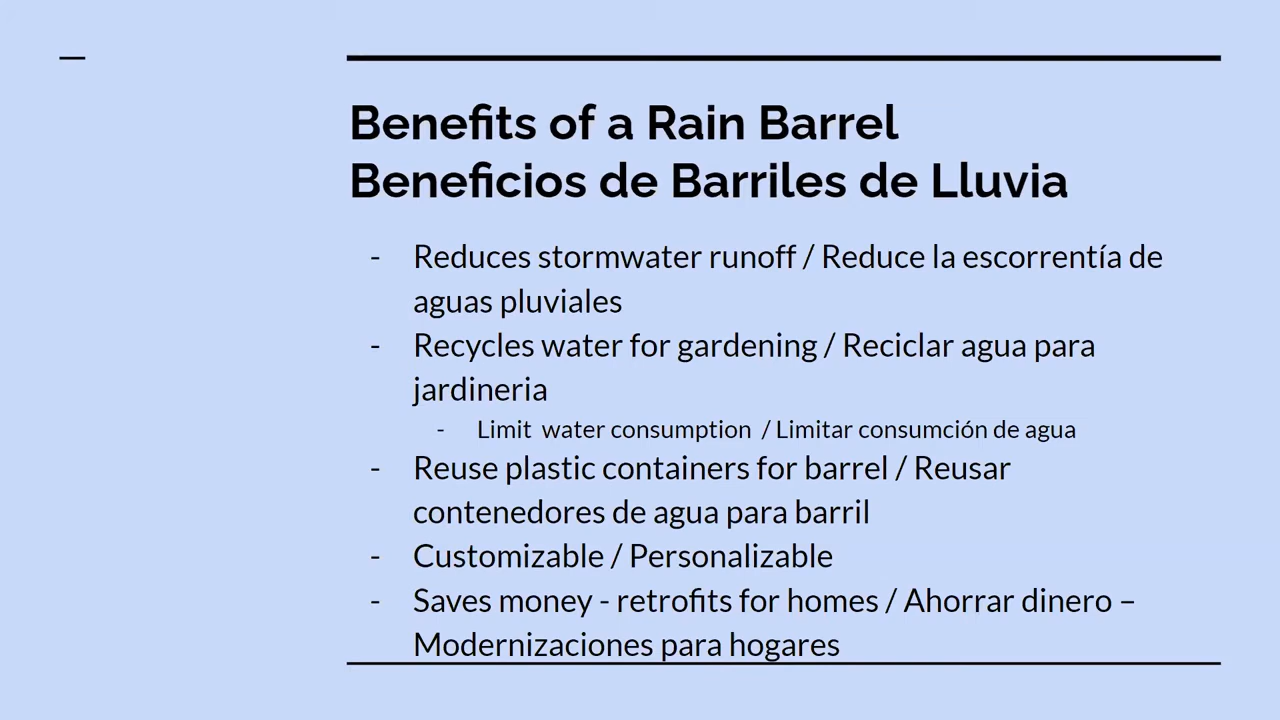 Benefits of a Rain Barrel
Beneficios de Barriles de Lluvia
- Reduces stormwater runoff / Reduce la escorrentía de
aguas pluviales
- Recycles water for gardening / Reciclar agua para
jardineria
- Limit water consumption / Limitar consumción de agua
- Reuse plastic containers for barrel / Reusar
contenedores de agua para barril
- Customizable / Personalizable
- Saves money - retrofits for homes / Ahorrar dinero –
Modernizaciones para hogares